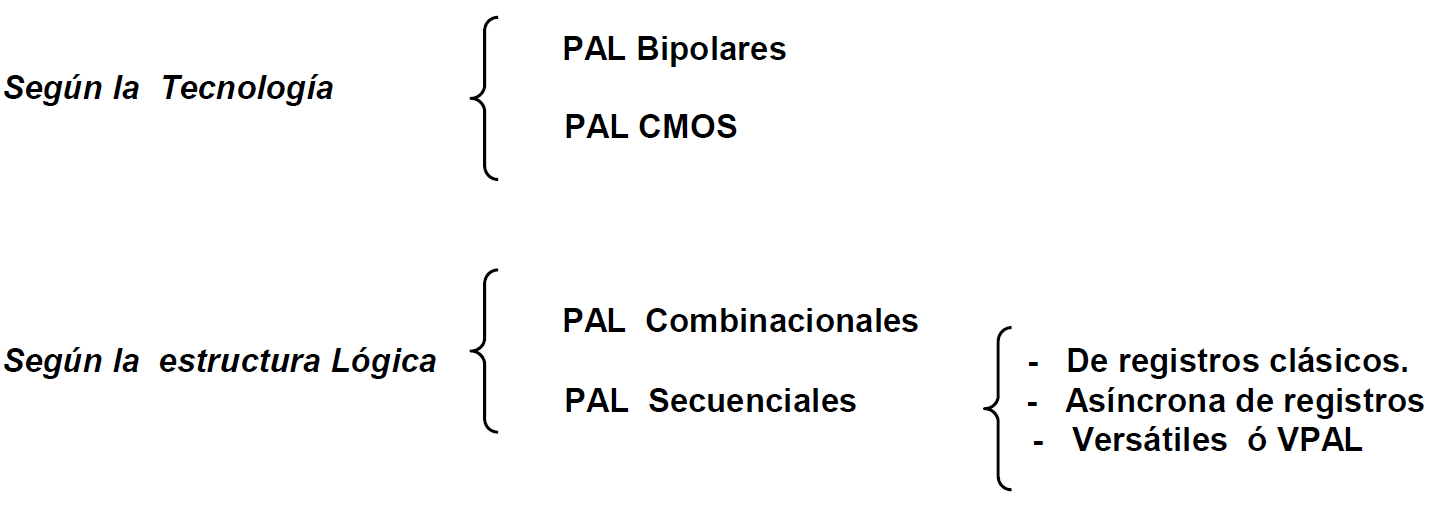 PAL Bipolares
Según la Tecnología
PAL CMOS
PAL Combinacionales
Según la estructura Lógica
- De registros clásicos.
PAL Secuenciales
- Asíncrona de registros
- Versátiles ó VPAL